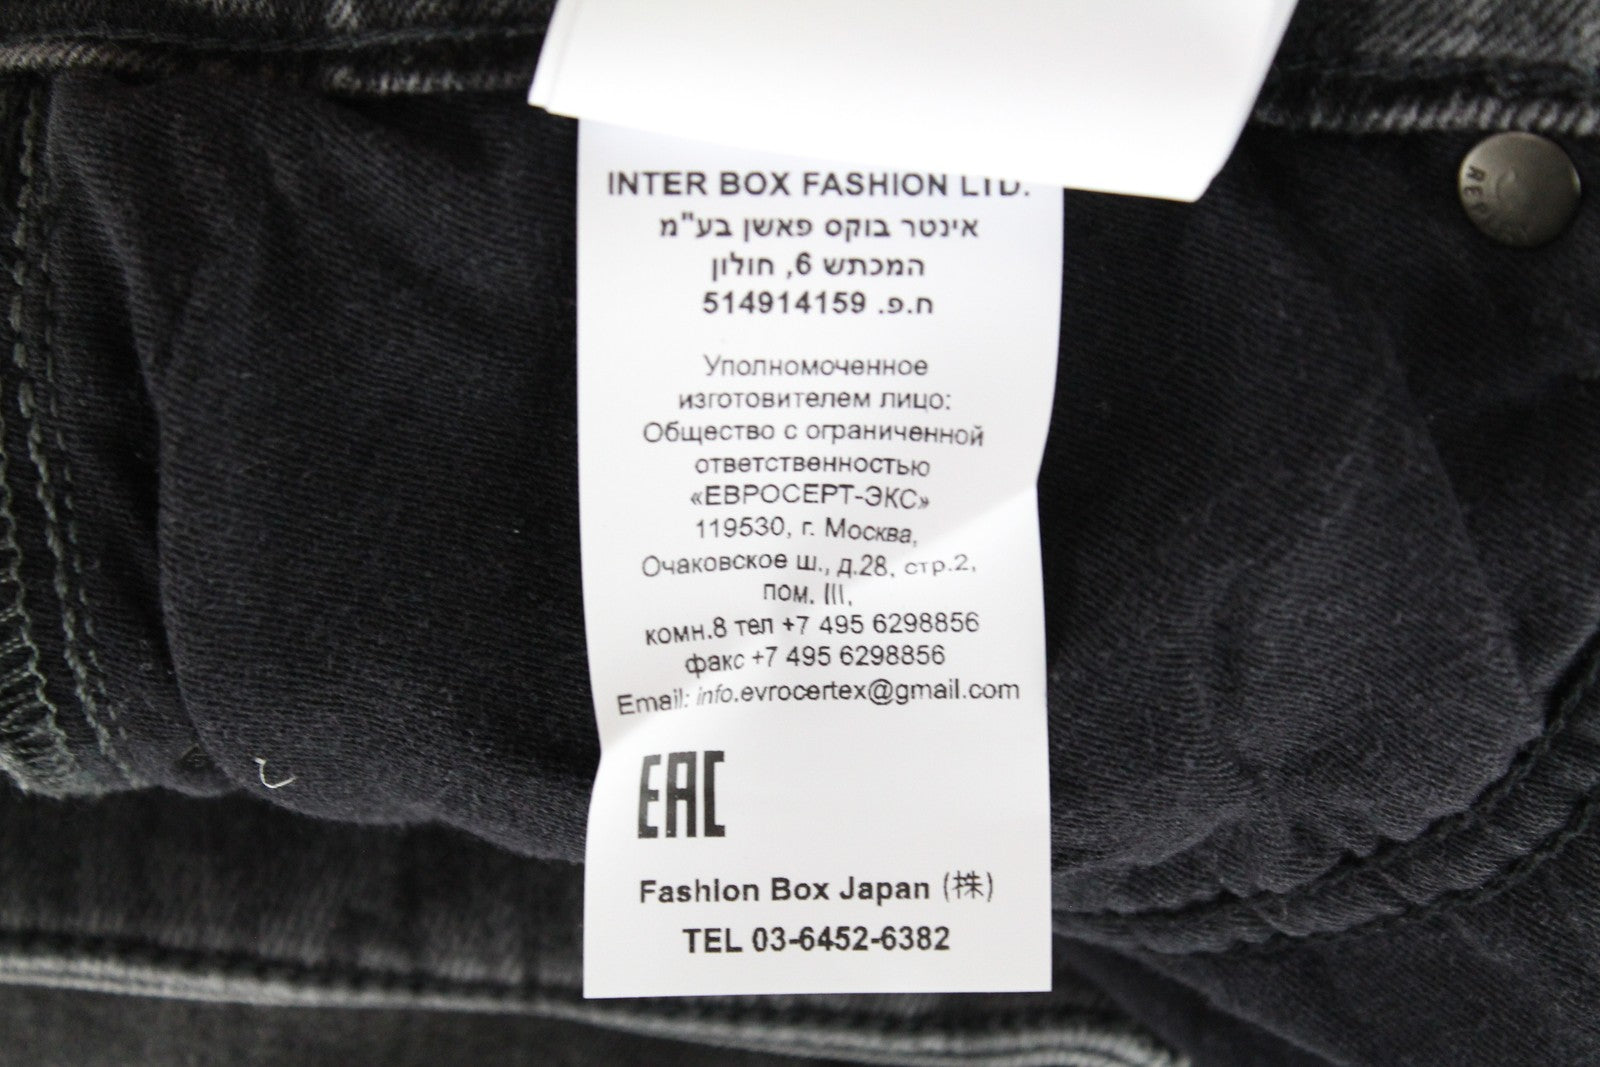 INTER BOX FASHION LTD.
אינטר בוקס פאשן בע"מ
המכתש 6, חולון
ח.פ. 514914159
Уполномоченное
изготовителем лицо:
Общество с ограниченной
ответственностью
«ЕВРОСЕРТ-ЭКС»
119530, г. Москва,
Очаковское ш., д.28, стр.2,
пом. III,
комн.8 тел +7 495 6298856
факс +7 495 6298856
Email: info.evrocertex@gmail.com
EAC
Fashion Box Japan (株)
TEL 03-6452-6382